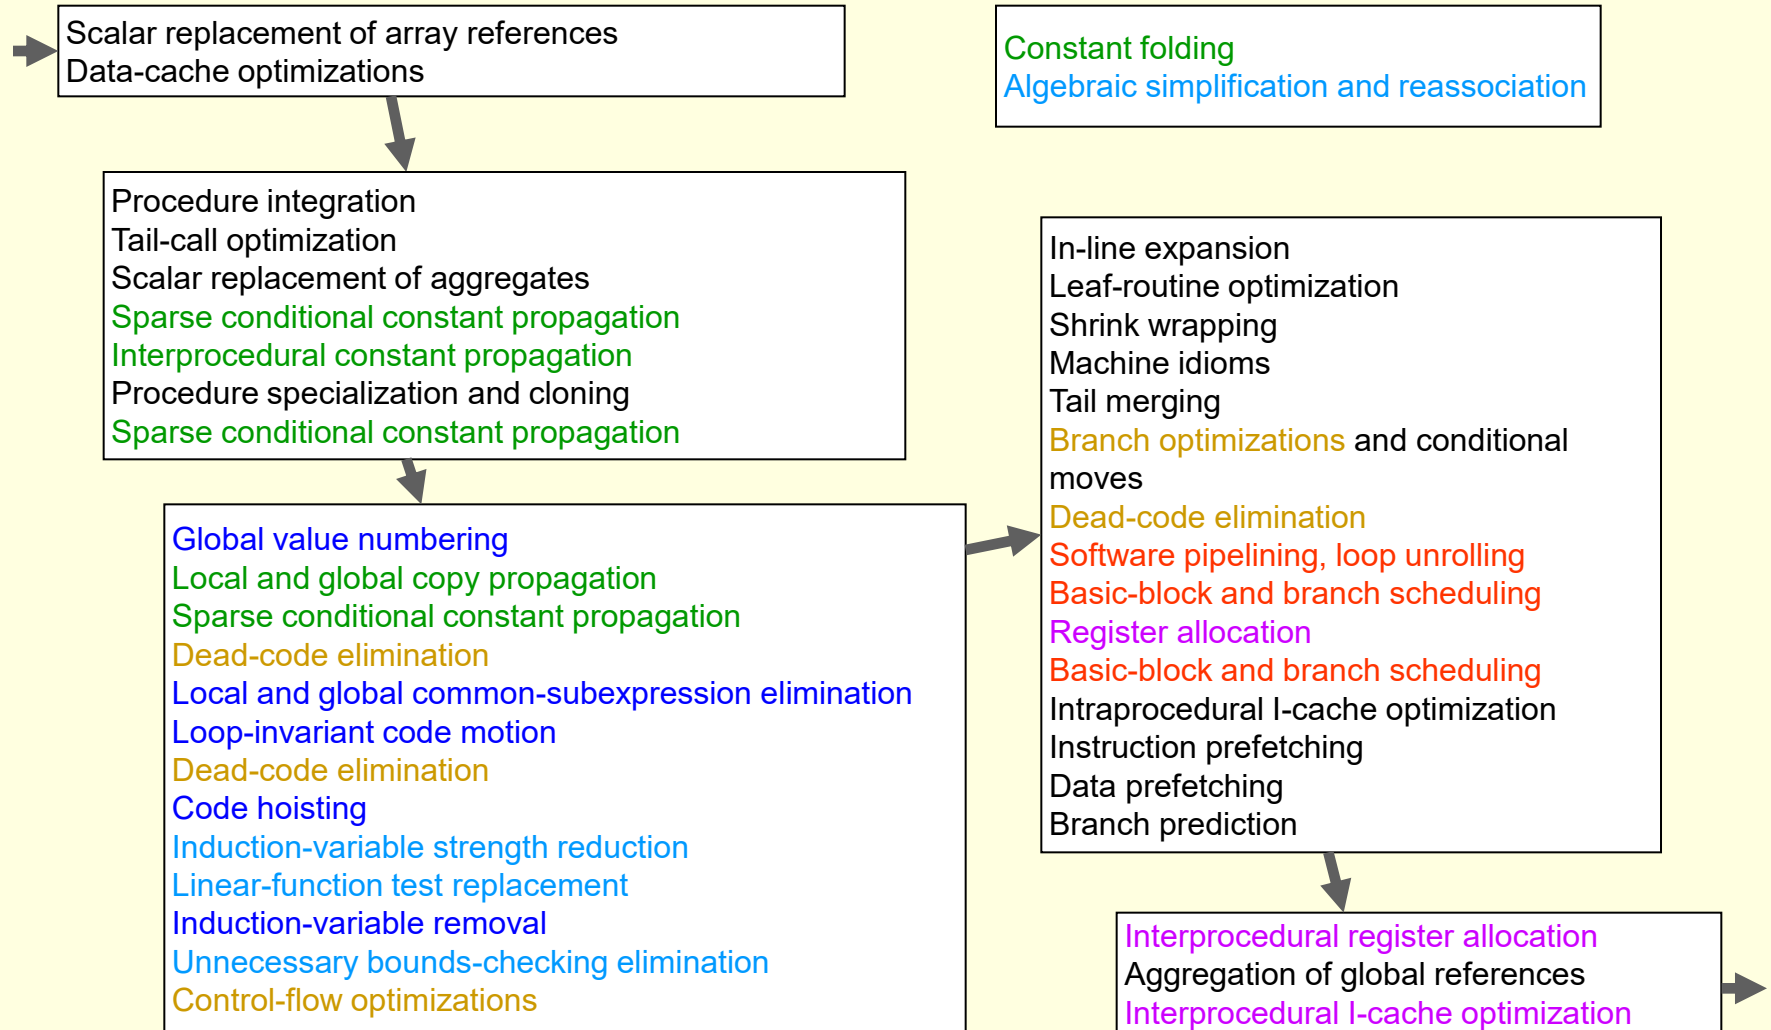 Scalar replacement of array references
Data-cache optimizations
Constant folding
Algebraic simplification and reassociation
Procedure integration
Tail-call optimization
Scalar replacement of aggregates
Sparse conditional constant propagation
Interprocedural constant propagation
Procedure specialization and cloning
Sparse conditional constant propagation
Global value numbering
Local and global copy propagation
Sparse conditional constant propagation
Dead-code elimination
Local and global common-subexpression elimination
Loop-invariant code motion
Dead-code elimination
Code hoisting
Induction-variable strength reduction
Linear-function test replacement
Induction-variable removal
Unnecessary bounds-checking elimination
Control-flow optimizations
In-line expansion
Leaf-routine optimization
Shrink wrapping
Machine idioms
Tail merging
Branch optimizations and conditional
moves
Dead-code elimination
Software pipelining, loop unrolling
Basic-block and branch scheduling
Register allocation
Basic-block and branch scheduling
Intraprocedural I-cache optimization
Instruction prefetching
Data prefetching
Branch prediction
Interprocedural register allocation
Aggregation of global references
Interprocedural I-cache optimization